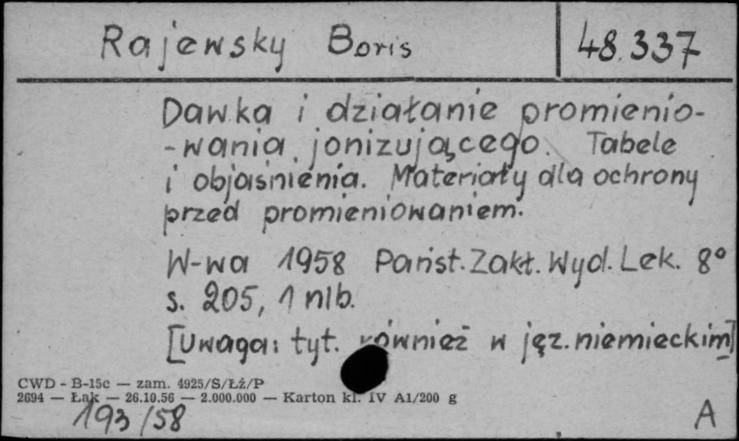 Rajewsky Boris
48.337
Dawka i działanie promienio-
-wania jonizującego. Tabele
i objaśnienia. Materiały dla ochrony
przed promieniowaniem.
W-wa 1958 Państ. Zakł. Wyd. Lek. 8°
s. 205, 1 nlb.
[Uwaga: tyt. również w jęz. niemieckim]
CWD - B-15c — zam. 4925/S/Łź/P
2694 — Łąk — 26.10.56 — 2.000.000 — Karton kl. IV A1/200 g
193/58
A